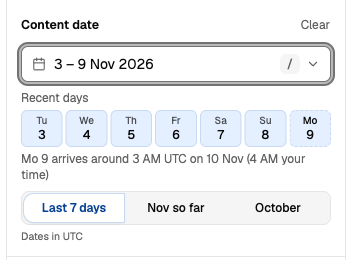 Content date Clear
3 – 9 Nov 2026 /
Recent days
Tu We Th Fr Sa Su Mo
3 4 5 6 7 8 9
Mo 9 arrives around 3 AM UTC on 10 Nov (4 AM your
time)
Last 7 days Nov so far October
Dates in UTC